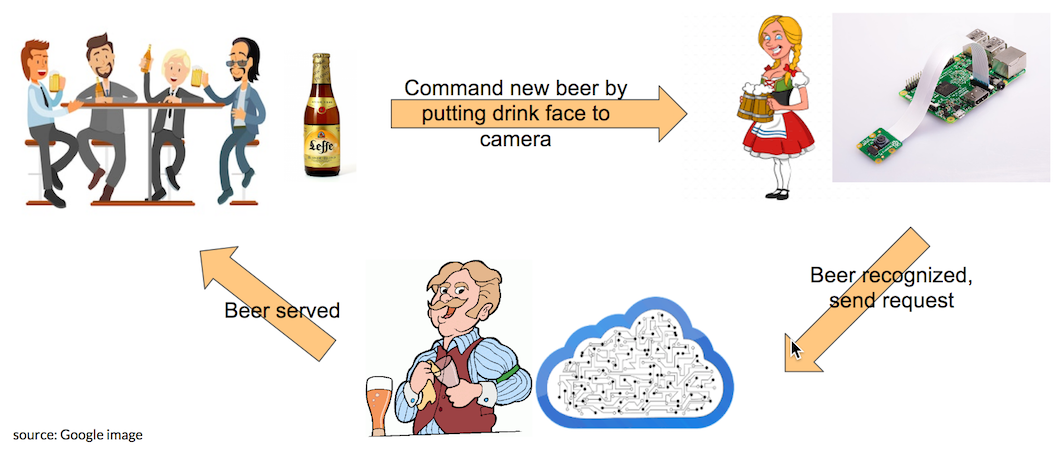 Command new beer by
putting drink face to
camera
Leffe
Beer recognized,
send request
Beer served
source: Google image